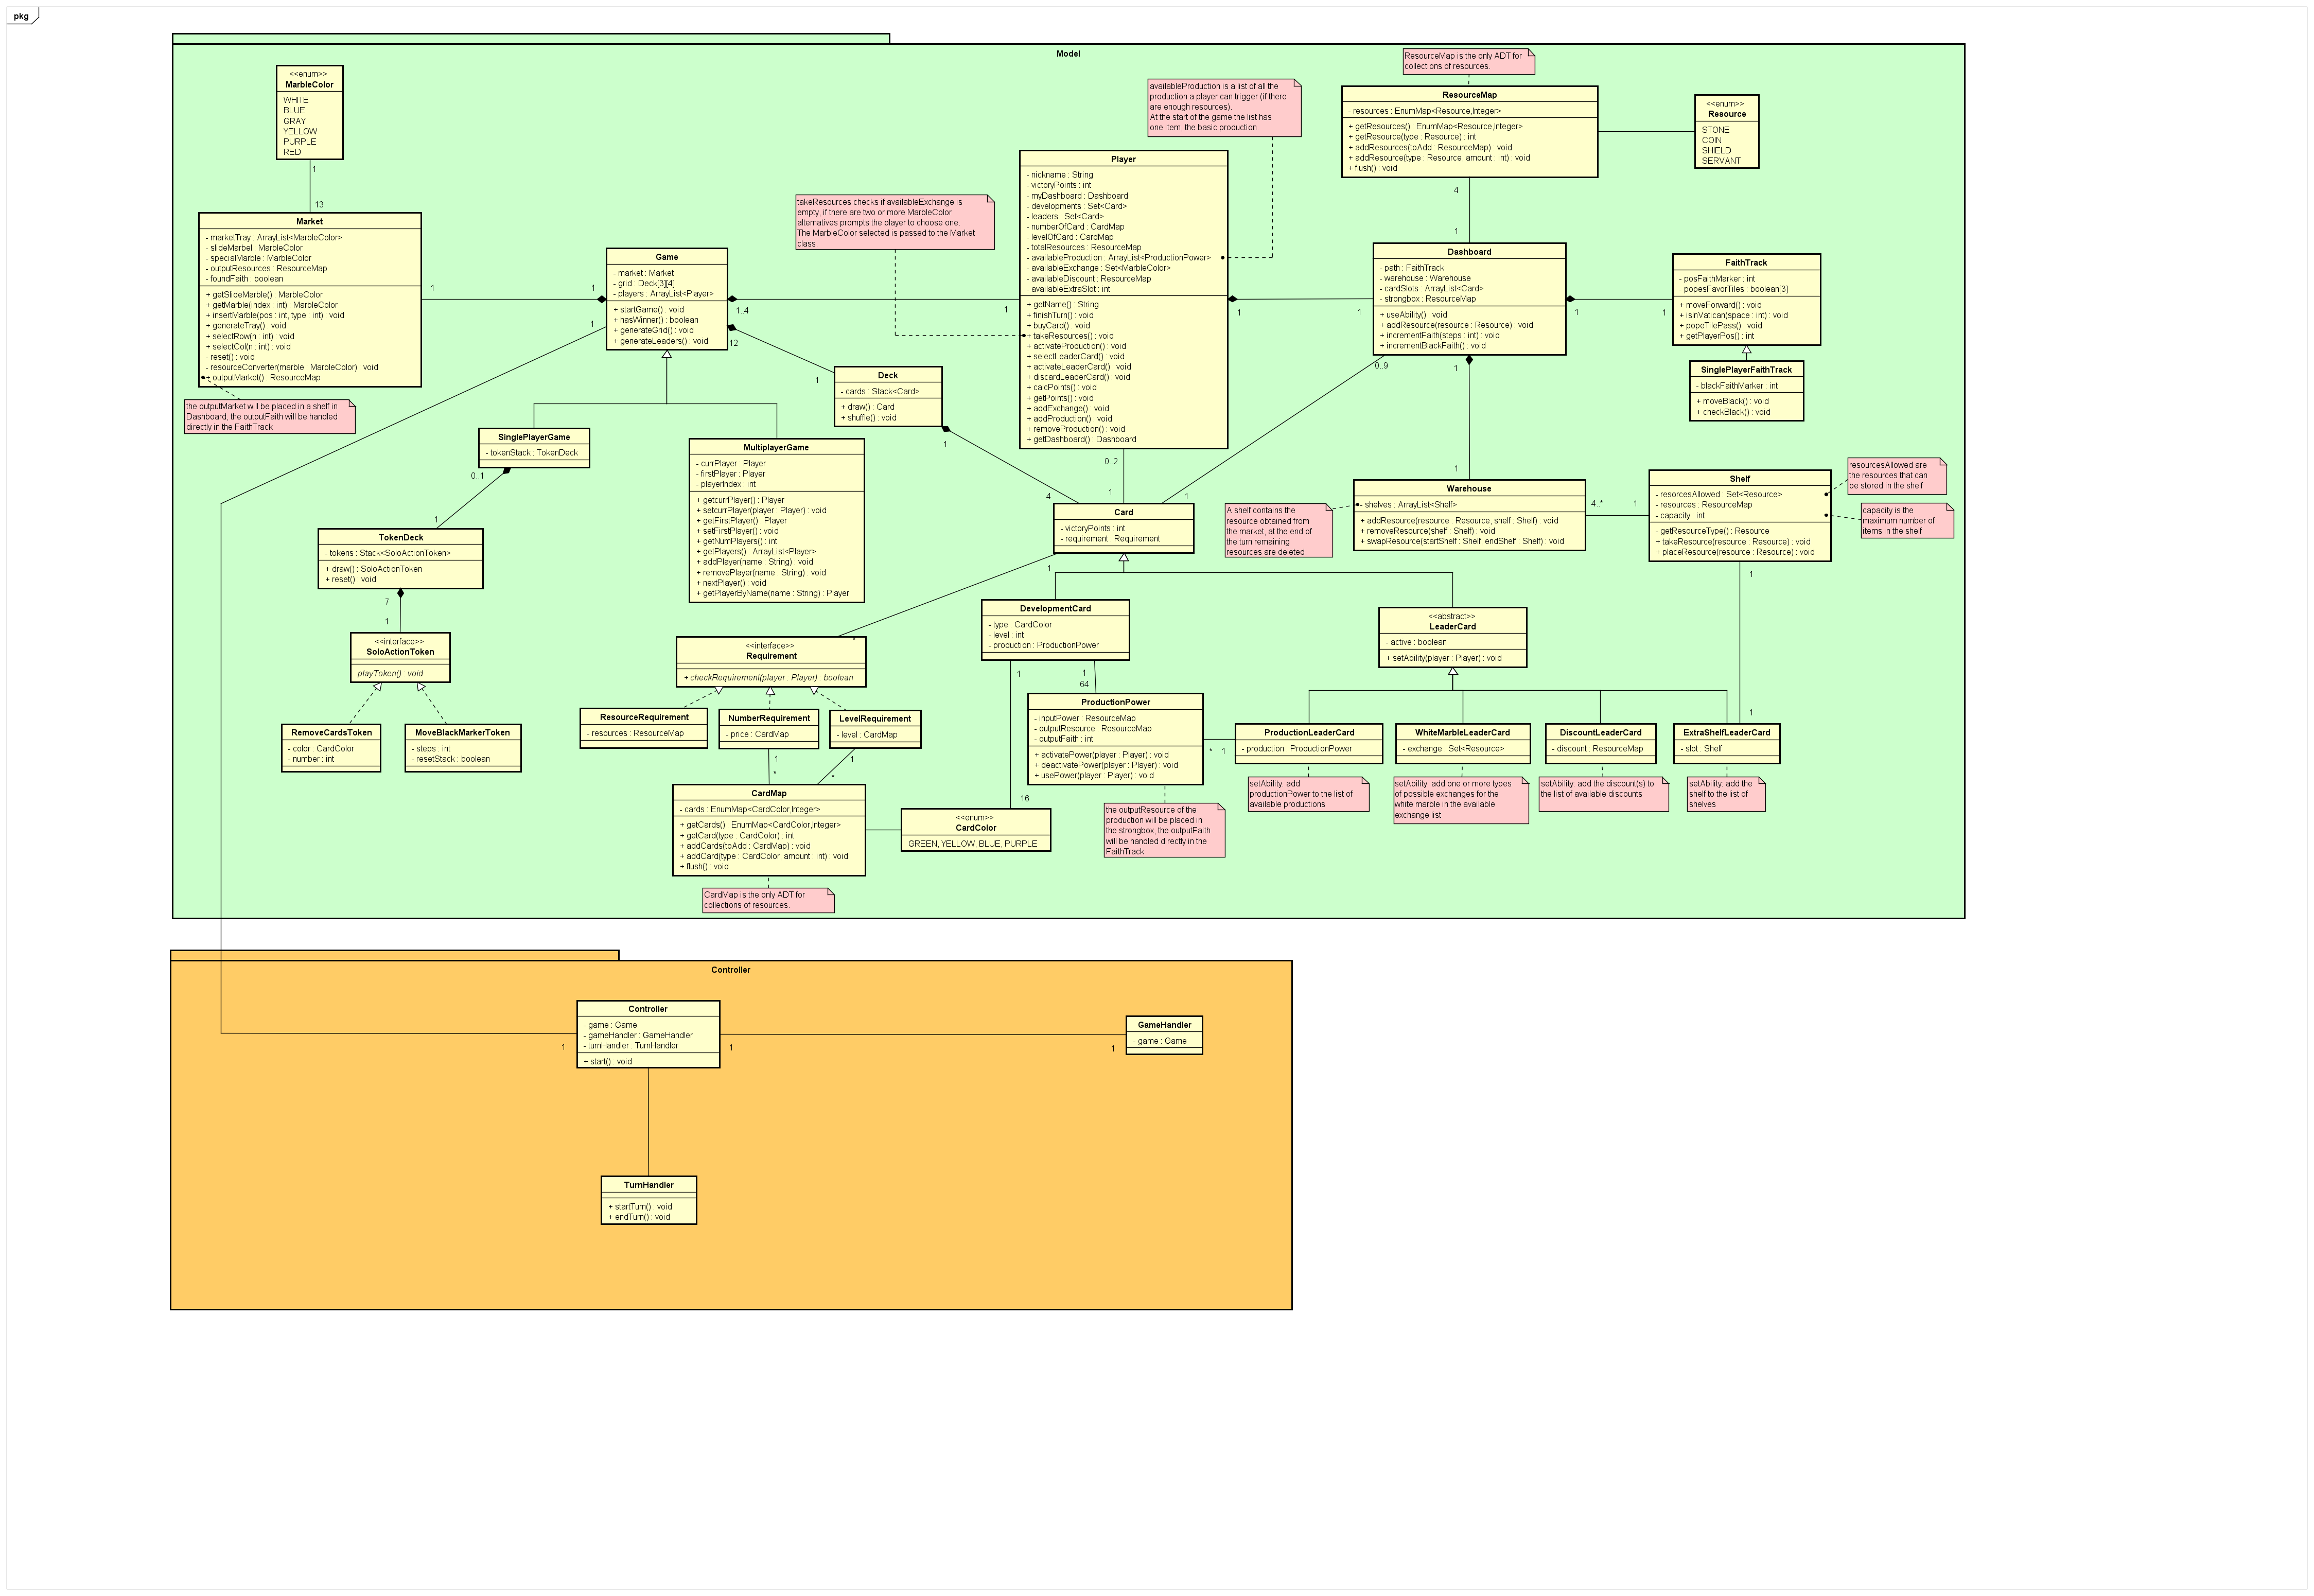 pkg
Model
<<enum>>
MarbleColor
WHITE
BLUE
GRAY
YELLOW
PURPLE
RED
1
13
Market
- marketTray : ArrayList<MarbleColor>
- slideMarbel : MarbleColor
- specialMarble : MarbleColor
- outputResources : ResourceMap
- foundFaith : boolean
+ getSlideMarble() : MarbleColor
+ getMarble(index : int) : MarbleColor
+ insertMarble(pos : int, type : int) : void
+ generateTray() : void
+ selectRow(n : int) : void
+ selectCol(n : int) : void
- reset() : void
- resourceConverter(marble : MarbleColor) : void
+ outputMarket() : ResourceMap
the outputMarket will be placed in a shelf in
Dashboard, the outputFaith will be handled
directly in the FaithTrack
1
1
1
Game
- market : Market
- grid : Deck[3][4]
- players : ArrayList<Player>
+ startGame() : void
+ hasWinner() : boolean
+ generateGrid() : void
+ generateLeaders() : void
1..4
1
12
1
takeResources checks if availableExchange is
empty, if there are two or more MarbleColor
alternatives prompts the player to choose one.
The MarbleColor selected is passed to the Market
class.
availableProduction is a list of all the
production a player can trigger (if there
are enough resources).
At the start of the game the list has
one item, the basic production.
Player
- nickname : String
- victoryPoints : int
- myDashboard : Dashboard
- developments : Set<Card>
- leaders : Set<Card>
- numberOfCard : CardMap
- levelOfCard : CardMap
- totalResources : ResourceMap
- availableProduction : ArrayList<ProductionPower>
- availableExchange : Set<MarbleColor>
- availableDiscount : ResourceMap
- availableExtraSlot : int
+ getName() : String
+ finishTurn() : void
+ buyCard() : void
+ takeResources() : void
+ activateProduction() : void
+ selectLeaderCard() : void
+ activateLeaderCard() : void
+ discardLeaderCard() : void
+ calcPoints() : void
+ getPoints() : void
+ addExchange() : void
+ addProduction() : void
+ removeProduction() : void
+ getDashboard() : Dashboard
1
1
0..2
1
ResourceMap is the only ADT for
collections of resources.
ResourceMap
- resources : EnumMap<Resource,Integer>
+ getResources() : EnumMap<Resource,Integer>
+ getResource(type : Resource) : int
+ addResources(toAdd : ResourceMap) : void
+ addResource(type : Resource, amount : int) : void
+ flush() : void
4
1
<<enum>>
Resource
STONE
COIN
SHIELD
SERVANT
Dashboard
- path : FaithTrack
- warehouse : Warehouse
- cardSlots : ArrayList<Card>
- strongbox : ResourceMap
+ useAbility() : void
+ addResource(resource : Resource) : void
+ incrementFaith(steps : int) : void
+ incrementBlackFaith() : void
1
1
0..9
1
1
1
FaithTrack
- posFaithMarker : int
- popesFavorTiles : boolean[3]
+ moveForward() : void
+ isInVatican(space : int) : void
+ popeTilePass() : void
+ getPlayerPos() : int
SinglePlayerFaithTrack
- blackFaithMarker : int
+ moveBlack() : void
+ checkBlack() : void
Deck
- cards : Stack<Card>
+ draw() : Card
+ shuffle() : void
1
4
SinglePlayerGame
- tokenStack : TokenDeck
0..1
1
MultiplayerGame
- currPlayer : Player
- firstPlayer : Player
- playerIndex : int
+ getcurrPlayer() : Player
+ setcurrPlayer(player : Player) : void
+ getFirstPlayer() : Player
+ setFirstPlayer() : void
+ getNumPlayers() : int
+ getPlayers() : ArrayList<Player>
+ addPlayer(name : String) : void
+ removePlayer(name : String) : void
+ nextPlayer() : void
+ getPlayerByName(name : String) : Player
TokenDeck
- tokens : Stack<SoloActionToken>
+ draw() : SoloActionToken
+ reset() : void
7
1
<<interface>>
SoloActionToken
playToken() : void
RemoveCardsToken
- color : CardColor
- number : int
MoveBlackMarkerToken
- steps : int
- resetStack : boolean
Card
- victoryPoints : int
- requirement : Requirement
1
*
A shelf contains the
resource obtained from
the market, at the end of
the turn remaining
resources are deleted.
Warehouse
- shelves : ArrayList<Shelf>
+ addResource(resource : Resource, shelf : Shelf) : void
+ removeResource(shelf : Shelf) : void
+ swapResource(startShelf : Shelf, endShelf : Shelf) : void
4..*
1
Shelf
- resorcesAllowed : Set<Resource>
- resources : ResourceMap
- capacity : int
- getResourceType() : Resource
+ takeResource(resource : Resource) : void
+ placeResource(resource : Resource) : void
1
1
resourcesAllowed are
the resources that can
be stored in the shelf
capacity is the
maximum number of
items in the shelf
<<interface>>
Requirement
+ checkRequirement(player : Player) : boolean
ResourceRequirement
- resources : ResourceMap
NumberRequirement
- price : CardMap
LevelRequirement
- level : CardMap
1
*
1
*
CardMap
- cards : EnumMap<CardColor,Integer>
+ getCards() : EnumMap<CardColor,Integer>
+ getCard(type : CardColor) : int
+ addCards(toAdd : CardMap) : void
+ addCard(type : CardColor, amount : int) : void
+ flush() : void
CardMap is the only ADT for
collections of resources.
<<enum>>
CardColor
GREEN, YELLOW, BLUE, PURPLE
DevelopmentCard
- type : CardColor
- level : int
- production : ProductionPower
1
16
1
64
ProductionPower
- inputPower : ResourceMap
- outputResource : ResourceMap
- outputFaith : int
+ activatePower(player : Player) : void
+ deactivatePower(player : Player) : void
+ usePower(player : Player) : void
the outputResource of the
production will be placed in
the strongbox, the outputFaith
will be handled directly in the
FaithTrack
*
1
<<abstract>>
LeaderCard
- active : boolean
+ setAbility(player : Player) : void
ProductionLeaderCard
- production : ProductionPower
WhiteMarbleLeaderCard
- exchange : Set<Resource>
DiscountLeaderCard
- discount : ResourceMap
ExtraShelfLeaderCard
- slot : Shelf
setAbility: add
productionPower to the list of
available productions
setAbility: add one or more types
of possible exchanges for the
white marble in the available
exchange list
setAbility: add the discount(s) to
the list of available discounts
setAbility: add the
shelf to the list of
shelves
Controller
Controller
- game : Game
- gameHandler : GameHandler
- turnHandler : TurnHandler
+ start() : void
1
1
1
GameHandler
- game : Game
TurnHandler
+ startTurn() : void
+ endTurn() : void